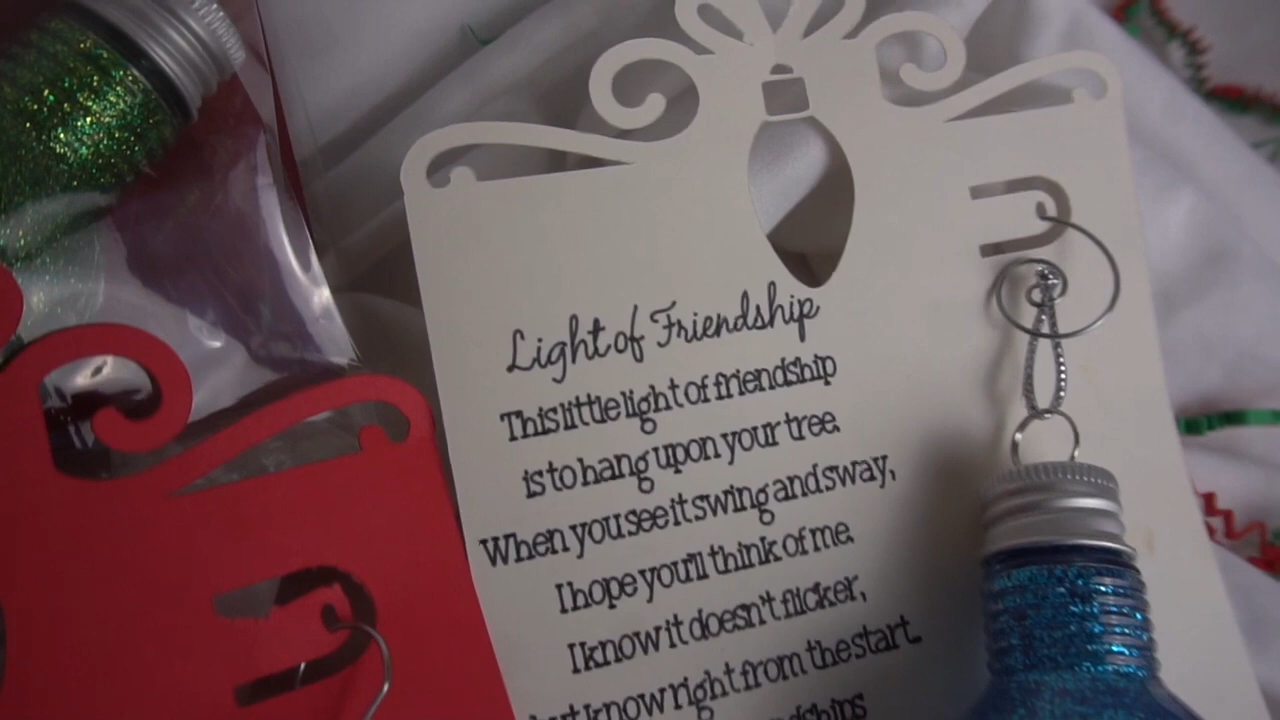 Light of Friendship
This little light of friendship
is to hang upon your tree.
When you see it swing and sway,
I hope you'll think of me.
I know it doesn't flicker,
but know right from the start.